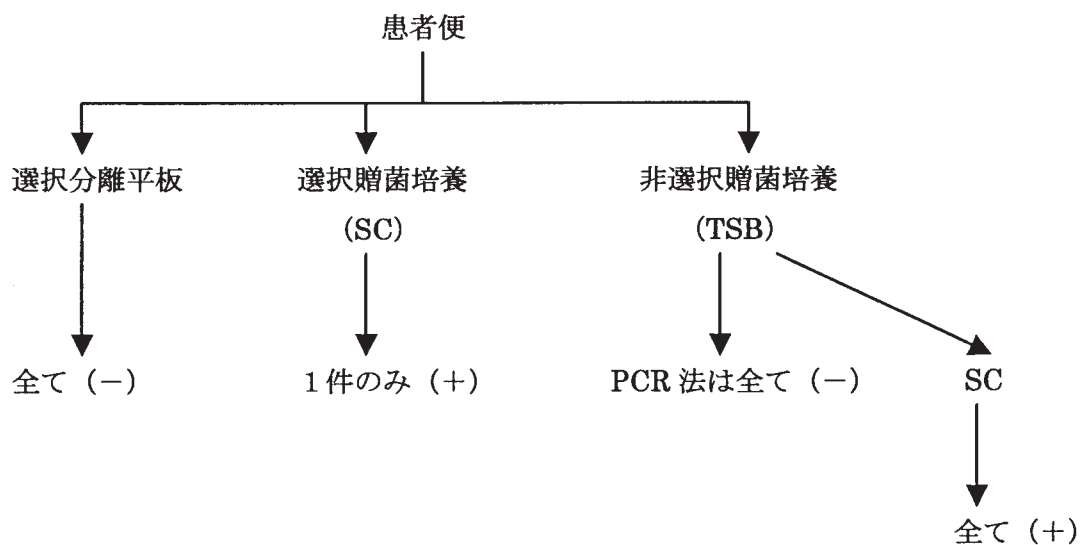 患者便
選択分離平板
選択贈菌培養
(SC)
非選択贈菌培養
(TSB)
全て（－）
1件のみ（＋）
PCR法は全て（－）
SC
全て（＋）